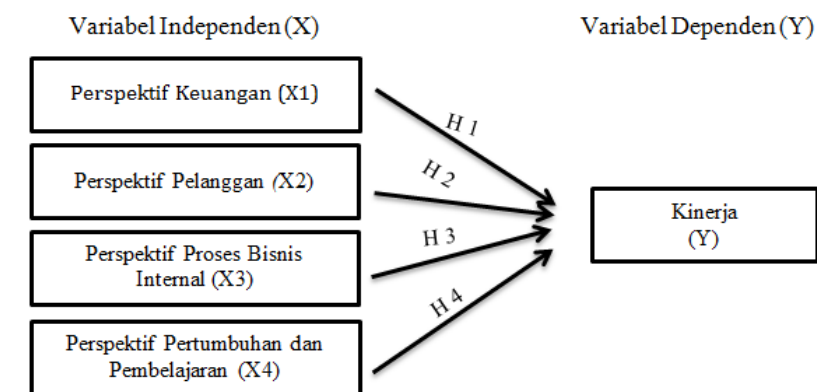 Variabel Independen (X)
Variabel Dependen (Y)
Perspektif Keuangan (X1)
H 1
Perspektif Pelanggan (X2)
H 2
Kinerja
(Y)
Perspektif Proses Bisnis
Internal (X3)
H 3
Perspektif Pertumbuhan dan
Pembelajaran (X4)
H 4